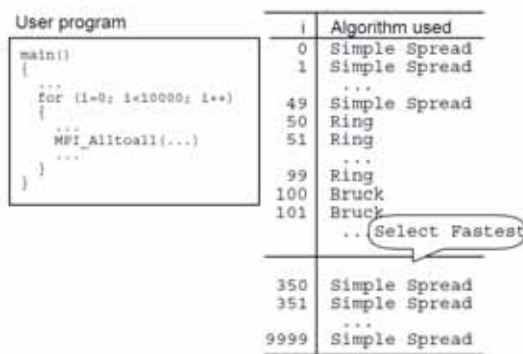 User program
main()
{
...
for (i=0; i<10000; i++)
{
...
MPI_Alltoall(...)
...
}
}
i Algorithm used
0 Simple Spread
1 Simple Spread
...
49 Simple Spread
50 Ring
51 Ring
...
99 Ring
100 Bruck
101 Bruck
...
Select Fastest
350 Simple Spread
351 Simple Spread
...
9999 Simple Spread